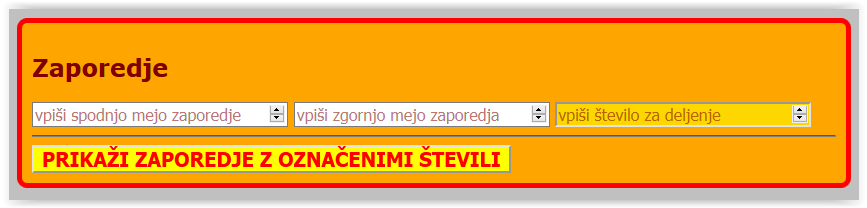 Zaporedje
vpiši spodnjo mejo zaporedje vpiši zgornjo mejo zaporedja vpiši število za deljenje
PRIKAŽI ZAPOREDJE Z OZNAČENIMI ŠTEVILI